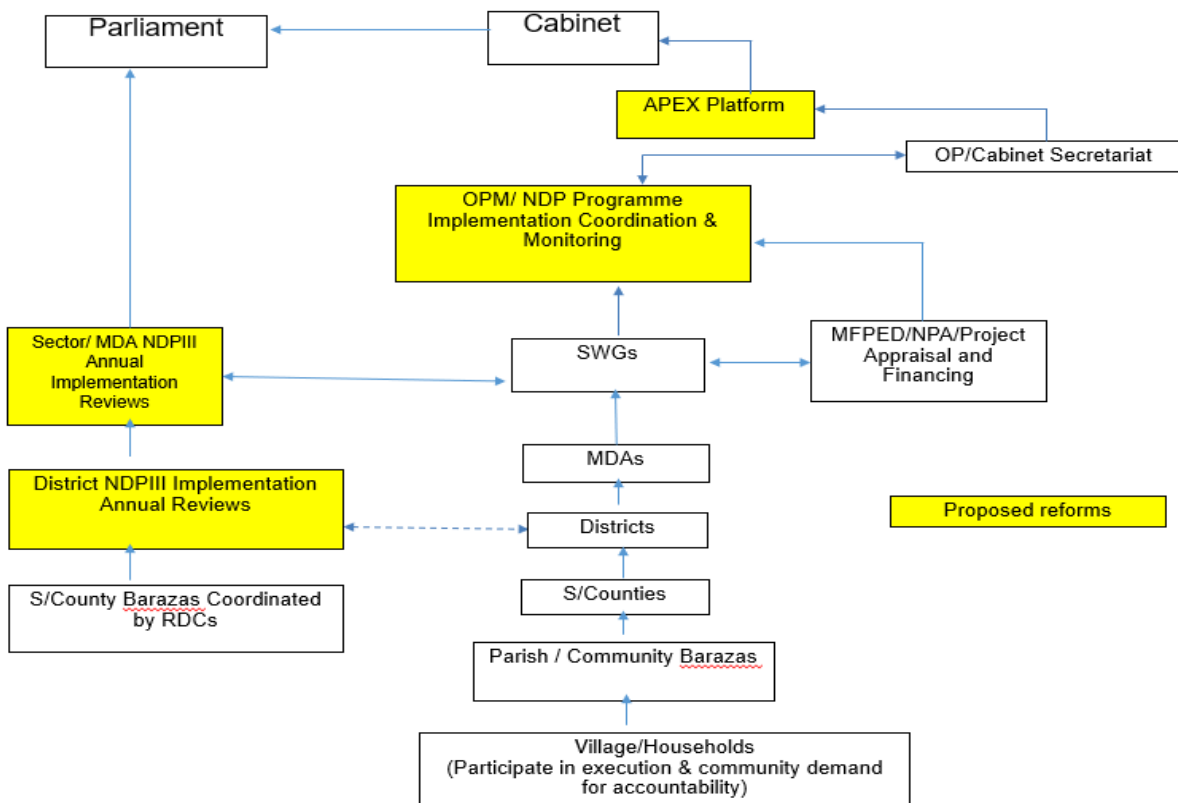 Parliament
Cabinet
APEX Platform
OP/Cabinet Secretariat
OPM/ NDP Programme
Implementation Coordination &
Monitoring
Sector/ MDA NDPIII
Annual
Implementation
Reviews
SWGs
MFPED/NPA/Project
Appraisal and
Financing
MDAs
District NDPIII Implementation
Annual Reviews
Proposed reforms
Districts
S/County Barazas Coordinated
by RDCs
S/Counties
Parish / Community Barazas
Village/Households
(Participate in execution & community demand
for accountability)